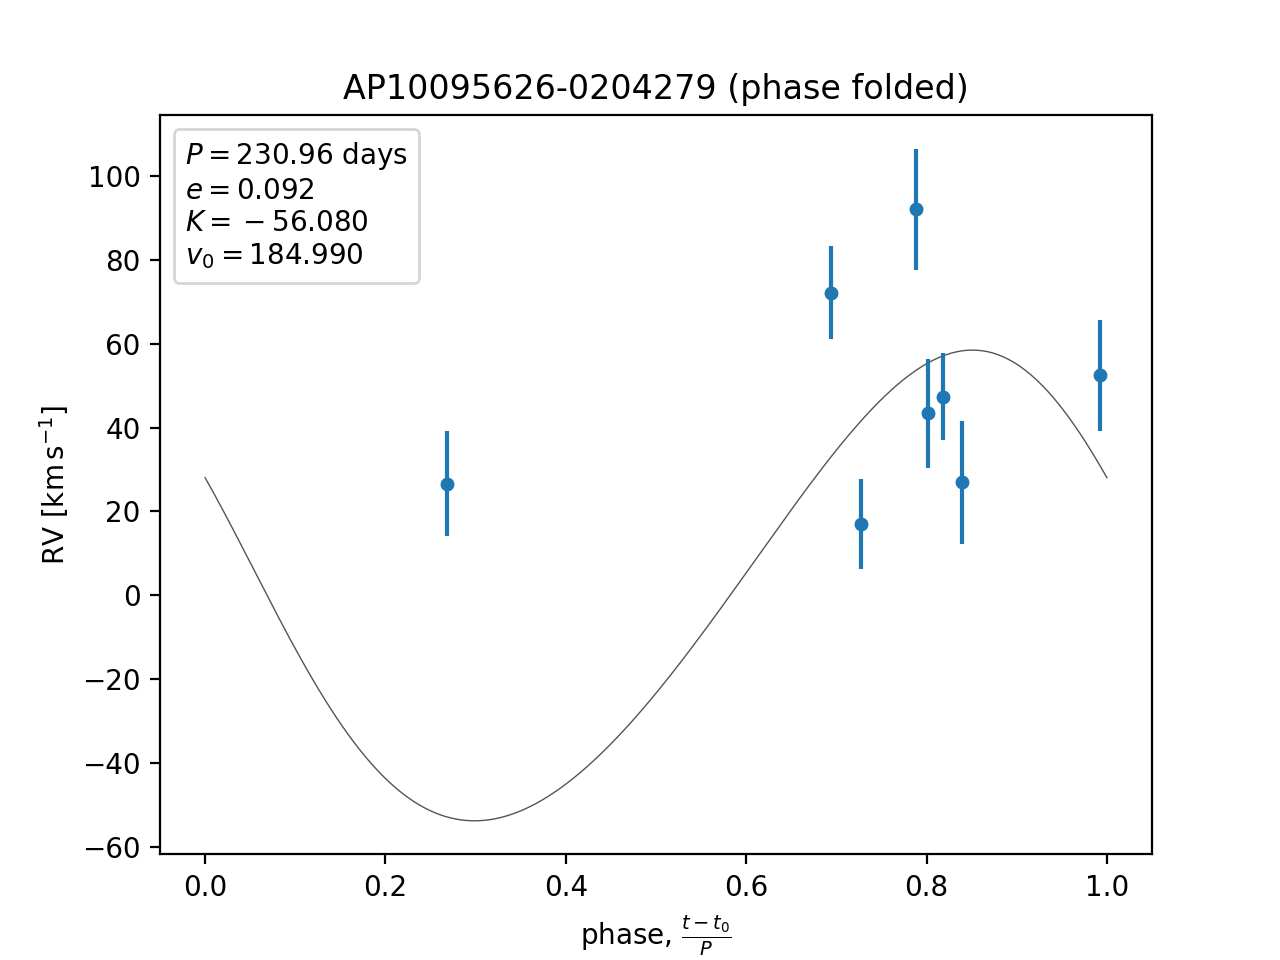 AP10095626-0204279 (phase folded)
P = 230.96 days
e = 0.092
K = −56.080
v₀ = 184.990
100
80
60
40
20
0
−20
−40
−60
RV [km s⁻¹]
0.0 0.2 0.4 0.6 0.8 1.0
phase, (t − t₀)/P